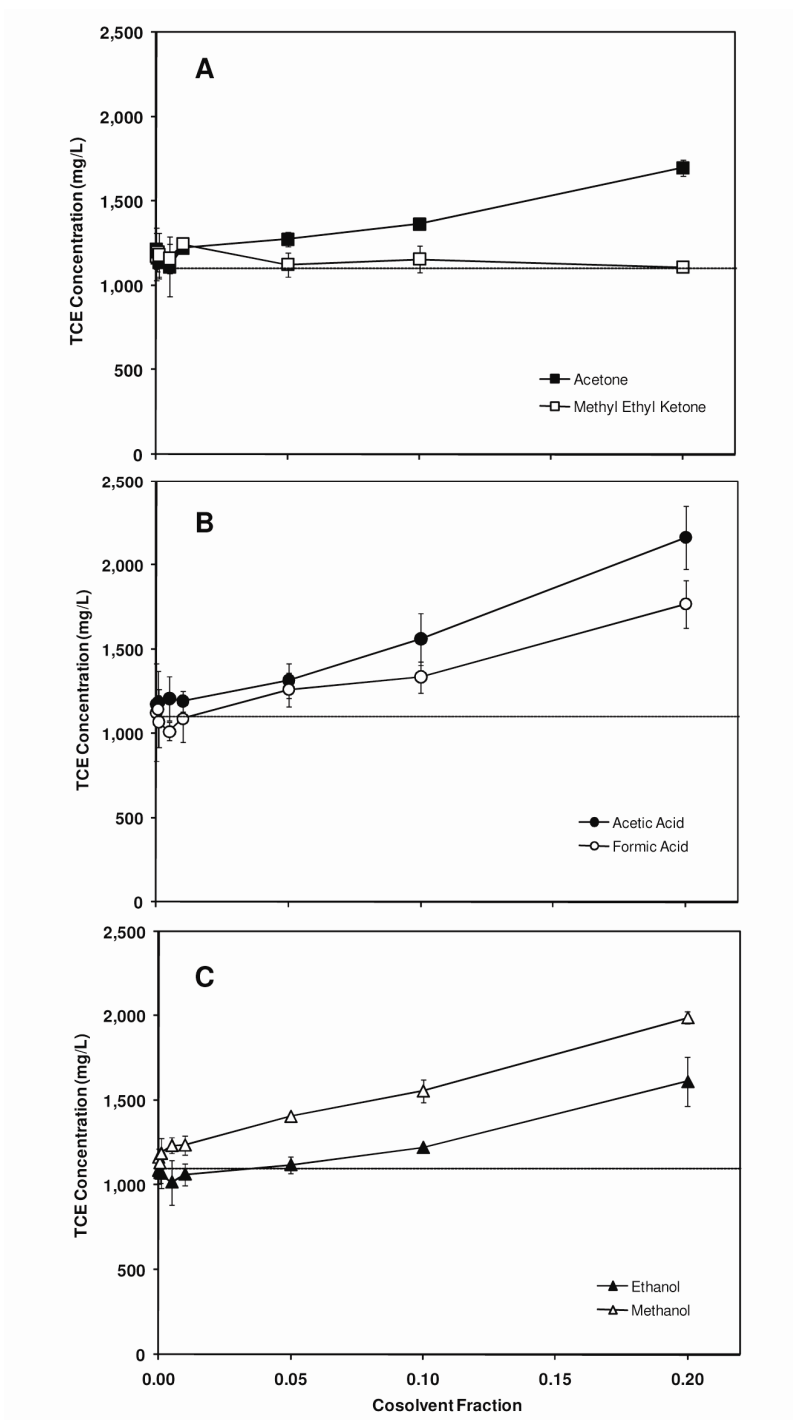 2,500
A
2,000
1,500
1,000
500
0
TCE Concentration (mg/L)
Acetone
Methyl Ethyl Ketone
2,500
B
2,000
1,500
1,000
500
0
TCE Concentration (mg/L)
Acetic Acid
Formic Acid
2,500
C
2,000
1,500
1,000
500
0
TCE Concentration (mg/L)
Ethanol
Methanol
0.00 0.05 0.10 0.15 0.20
Cosolvent Fraction